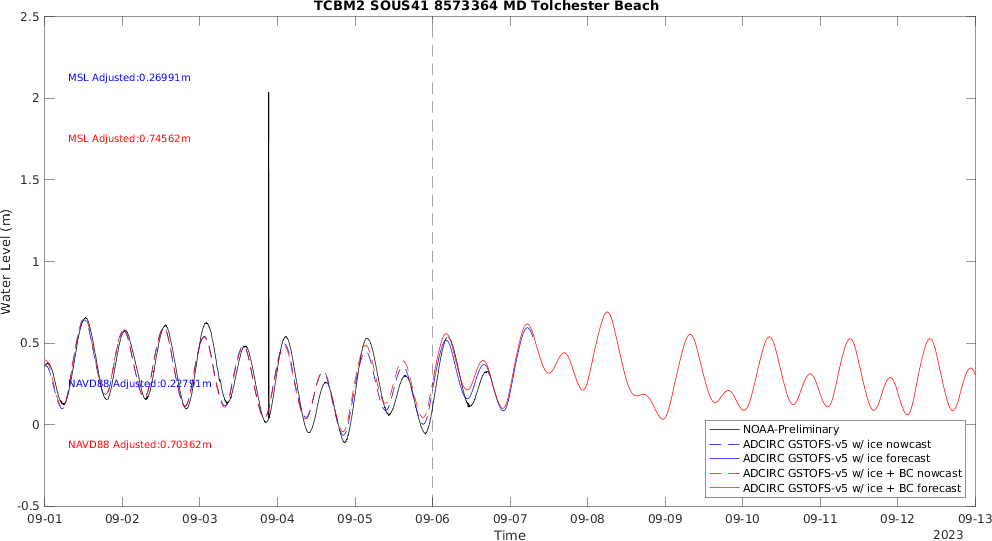 TCBM2 SOUS41 8573364 MD Tolchester Beach
2.5
2
1.5
1
0.5
0
-0.5
Water Level (m)
MSL Adjusted:0.26991m
MSL Adjusted:0.74562m
NAVD88 Adjusted:0.22791m
NAVD88 Adjusted:0.70362m
NOAA-Preliminary
ADCIRC GSTOFS-v5 w/ ice nowcast
ADCIRC GSTOFS-v5 w/ ice forecast
ADCIRC GSTOFS-v5 w/ ice + BC nowcast
ADCIRC GSTOFS-v5 w/ ice + BC forecast
09-01 09-02 09-03 09-04 09-05 09-06 09-07 09-08 09-09 09-10 09-11 09-12 09-13
Time
2023